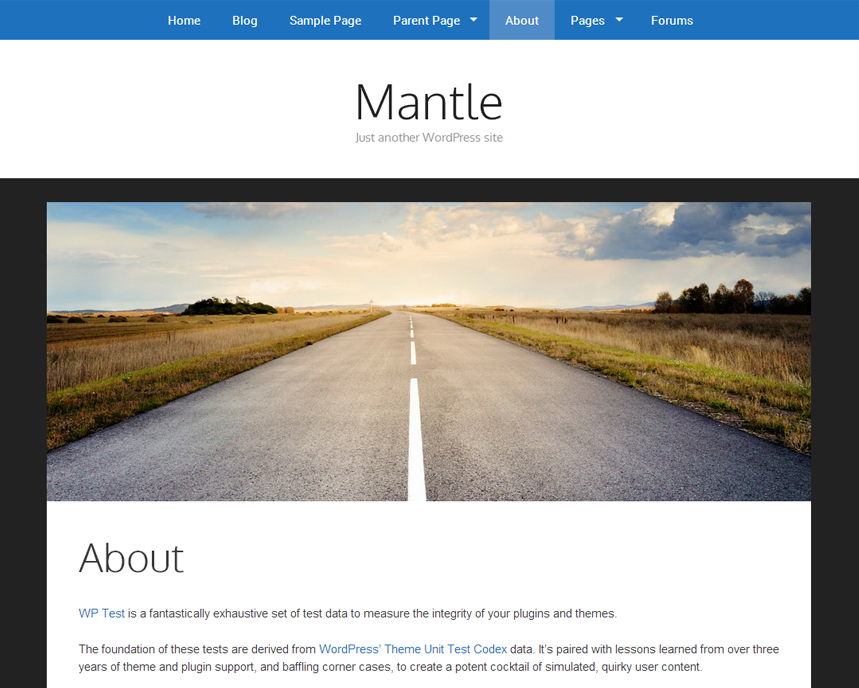 Home Blog Sample Page Parent Page About Pages Forums
Mantle
Just another WordPress site
About
WP Test is a fantastically exhaustive set of test data to measure the integrity of your plugins and themes.
The foundation of these tests are derived from WordPress’ Theme Unit Test Codex data. It’s paired with lessons learned from over three
years of theme and plugin support, and baffling corner cases, to create a potent cocktail of simulated, quirky user content.